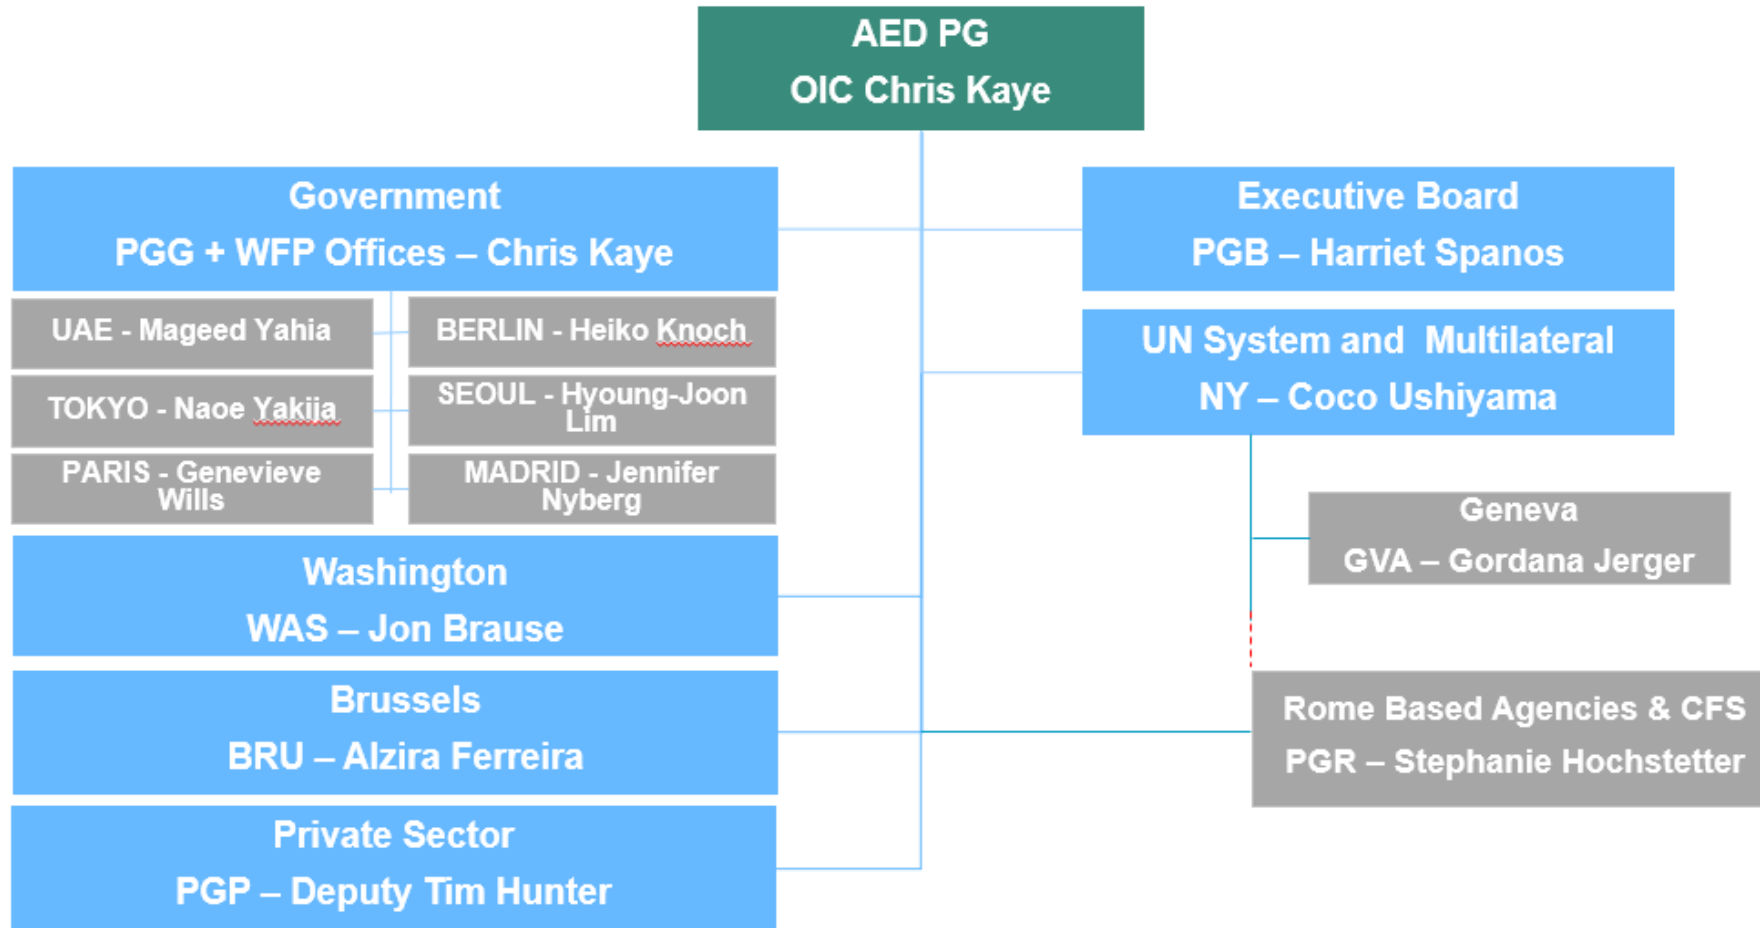 AED PG
OIC Chris Kaye
Government
PGG + WFP Offices – Chris Kaye
UAE - Mageed Yahia
BERLIN - Heiko Knoch
TOKYO - Naoe Yakija
SEOUL - Hyoung-Joon
Lim
PARIS - Genevieve
Wills
MADRID - Jennifer
Nyberg
Washington
WAS – Jon Brause
Brussels
BRU – Alzira Ferreira
Private Sector
PGP – Deputy Tim Hunter
Executive Board
PGB – Harriet Spanos
UN System and  Multilateral
NY – Coco Ushiyama
Geneva
GVA – Gordana Jerger
Rome Based Agencies & CFS
PGR – Stephanie Hochstetter